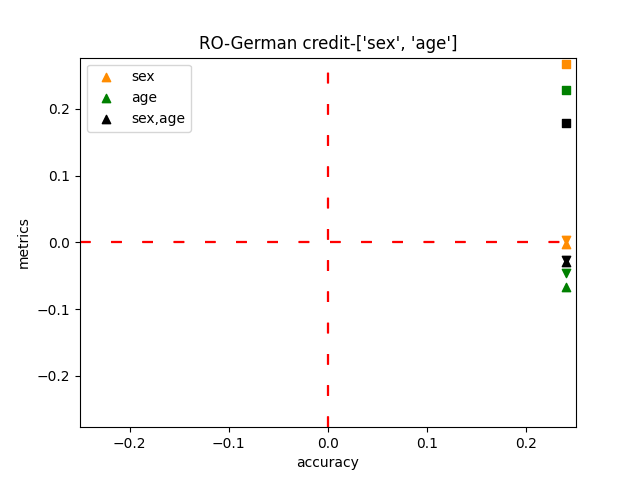 RO-German credit-['sex', 'age']
sex
age
sex,age
0.2
0.1
0.0
−0.1
−0.2
metrics
−0.2
−0.1
0.0
0.1
0.2
accuracy